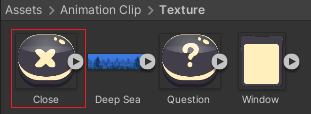 Assets > Animation Clip > Texture
?
Close
Deep Sea
Question
Window